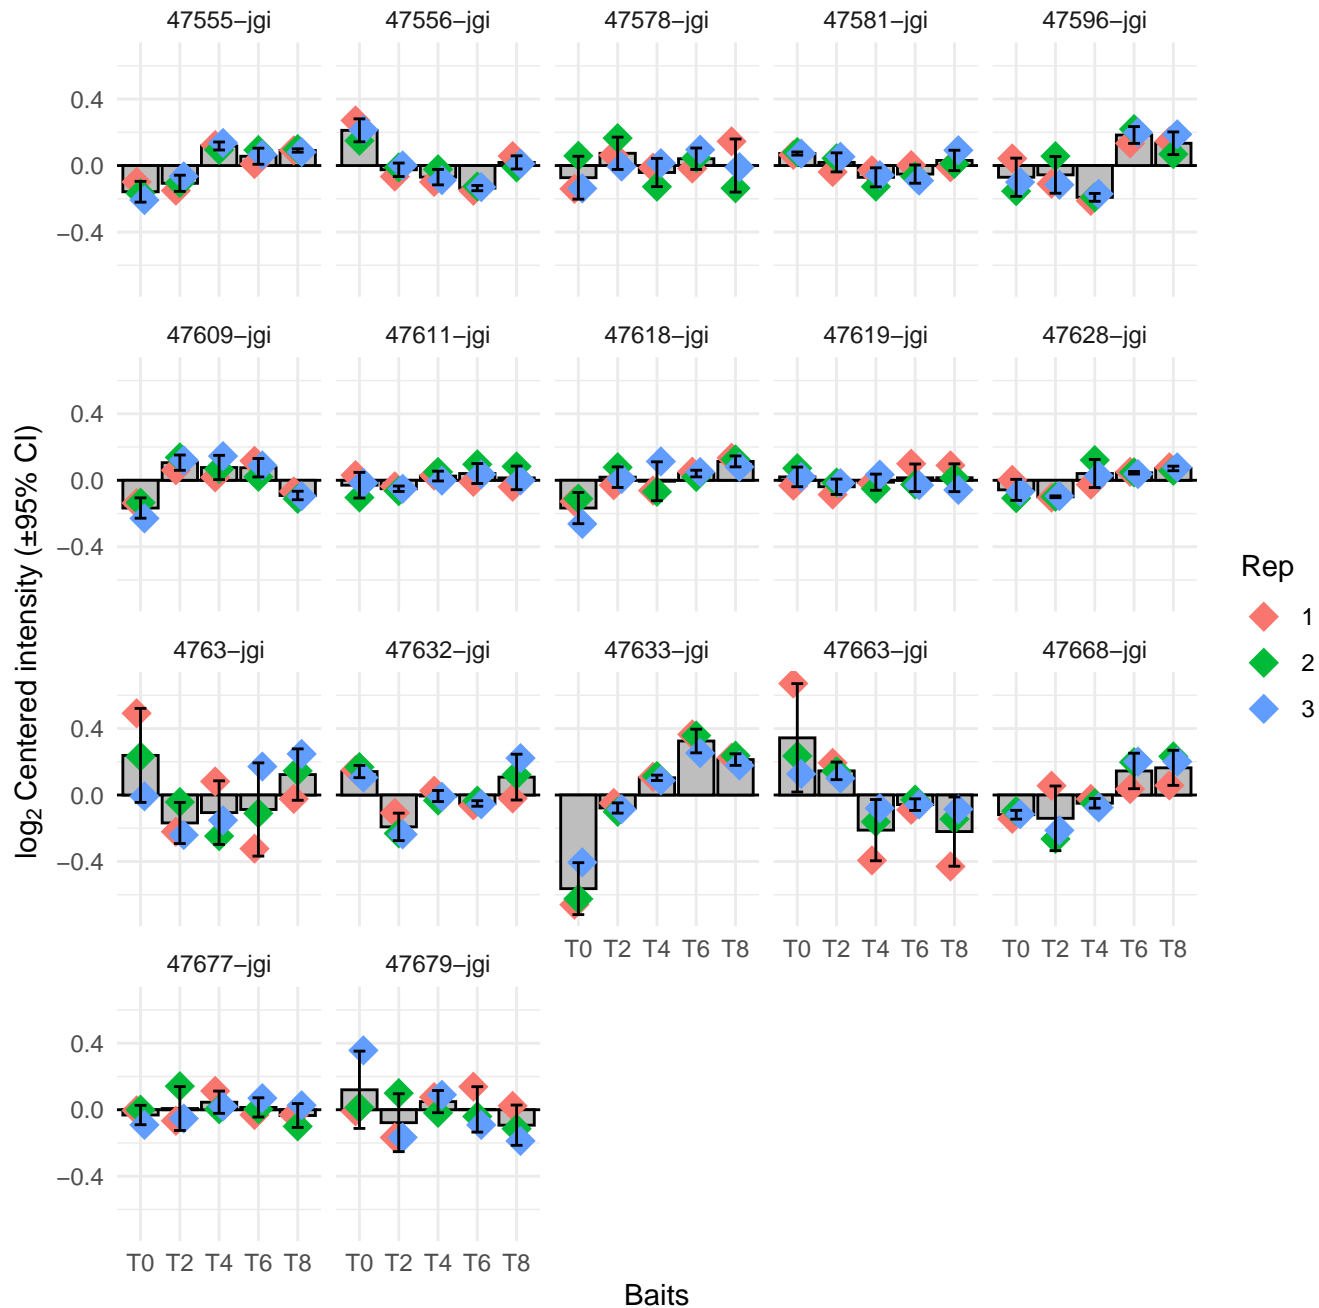 47555−jgi 47556−jgi 47578−jgi 47581−jgi 47596−jgi
0.4
0.0
−0.4
47609−jgi 47611−jgi 47618−jgi 47619−jgi 47628−jgi
0.4
0.0
−0.4
4763−jgi 47632−jgi 47633−jgi 47663−jgi 47668−jgi
0.4
0.0
−0.4
T0 T2 T4 T6 T8 T0 T2 T4 T6 T8 T0 T2 T4 T6 T8
47677−jgi 47679−jgi
0.4
0.0
−0.4
T0 T2 T4 T6 T8 T0 T2 T4 T6 T8
Baits
log₂ Centered intensity (±95% CI)
Rep
1
2
3